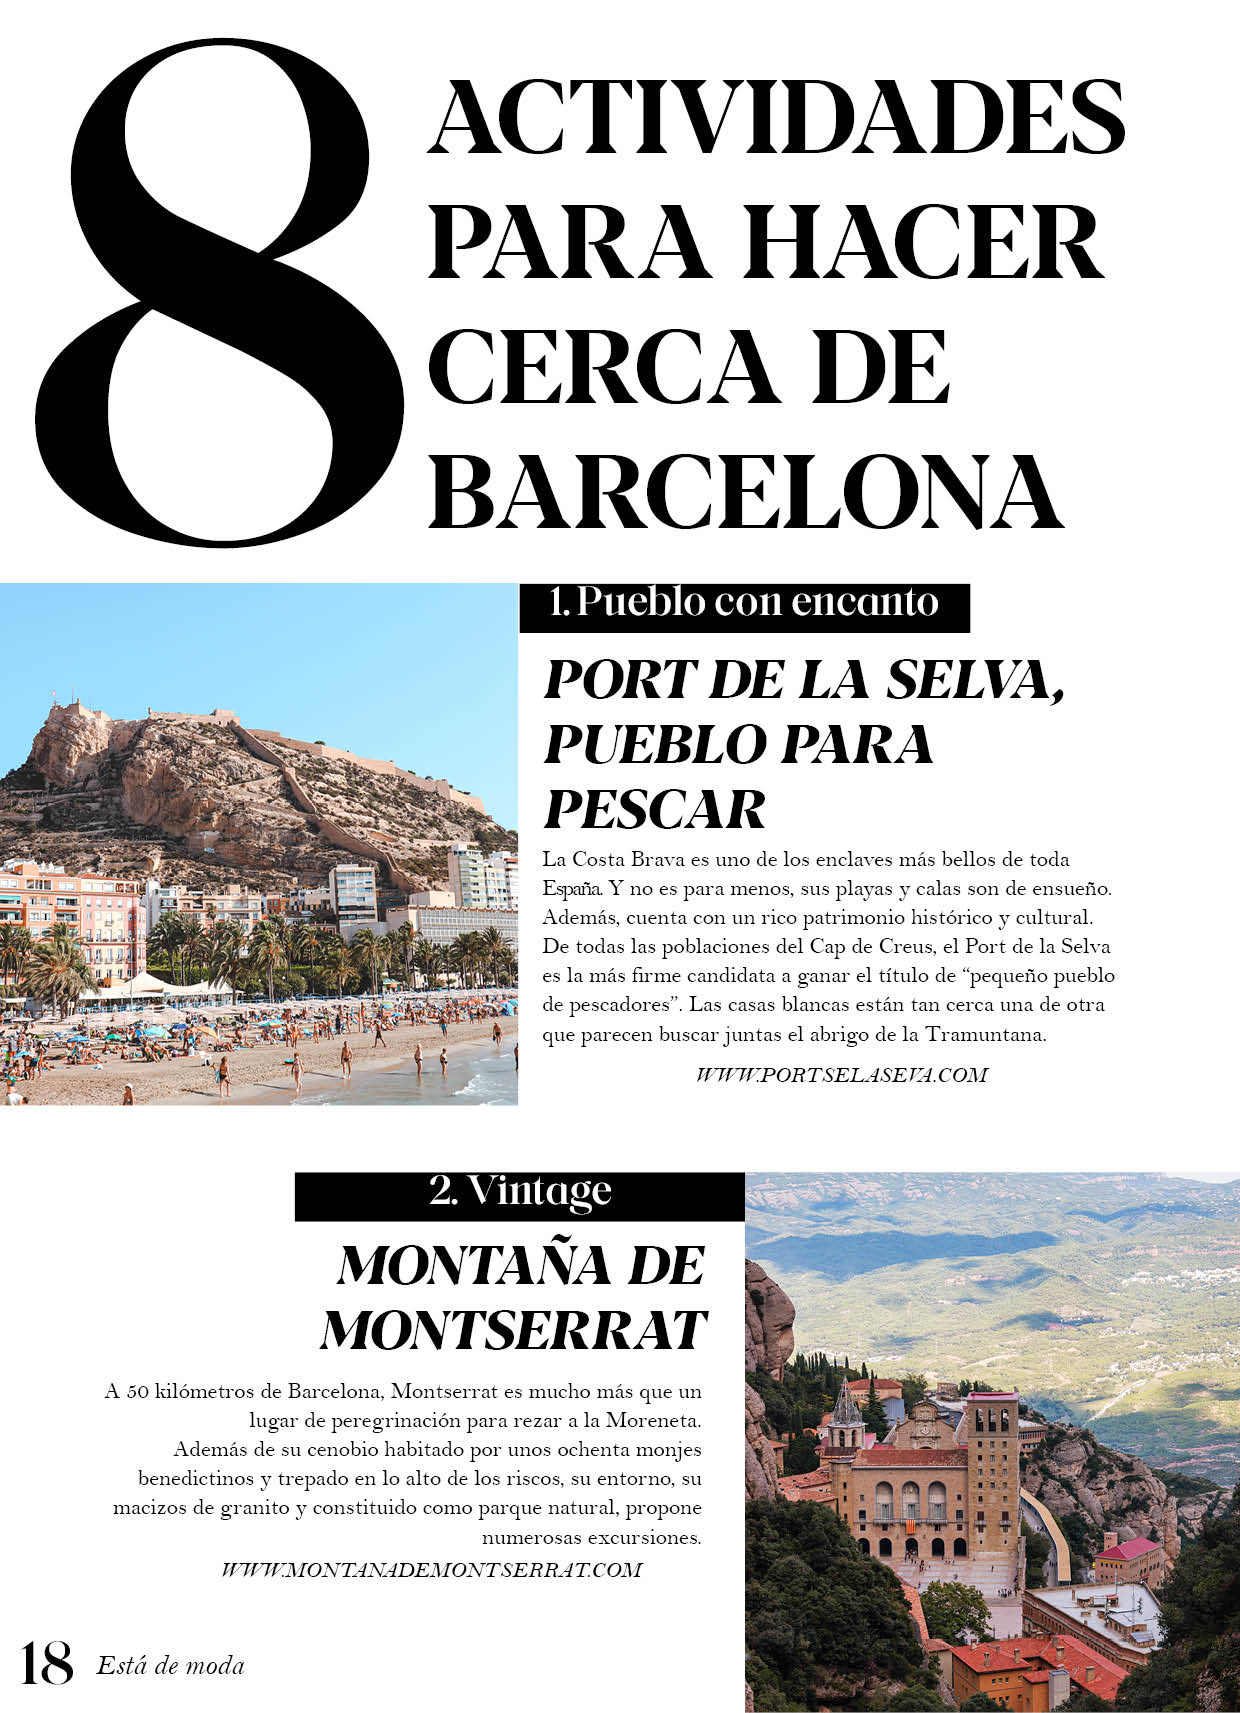 8
ACTIVIDADES
PARA HACER
CERCA DE
BARCELONA
1. Pueblo con encanto
PORT DE LA SELVA,
PUEBLO PARA
PESCAR
La Costa Brava es uno de los enclaves más bellos de toda
España. Y no es para menos, sus playas y calas son de ensueño.
Además, cuenta con un rico patrimonio histórico y cultural.
De todas las poblaciones del Cap de Creus, el Port de la Selva
es la más firme candidata a ganar el título de “pequeño pueblo
de pescadores”. Las casas blancas están tan cerca una de otra
que parecen buscar juntas el abrigo de la Tramuntana.
WWW.PORTSELASEVA.COM
2. Vintage
MONTAÑA DE
MONTSERRAT
A 50 kilómetros de Barcelona, Montserrat es mucho más que un
lugar de peregrinación para rezar a la Moreneta.
Además de su cenobio habitado por unos ochenta monjes
benedictinos y trepado en lo alto de los riscos, su entorno, su
macizos de granito y constituido como parque natural, propone
numerosas excursiones.
WWW.MONTANADEMONTSERRAT.COM
18 Está de moda